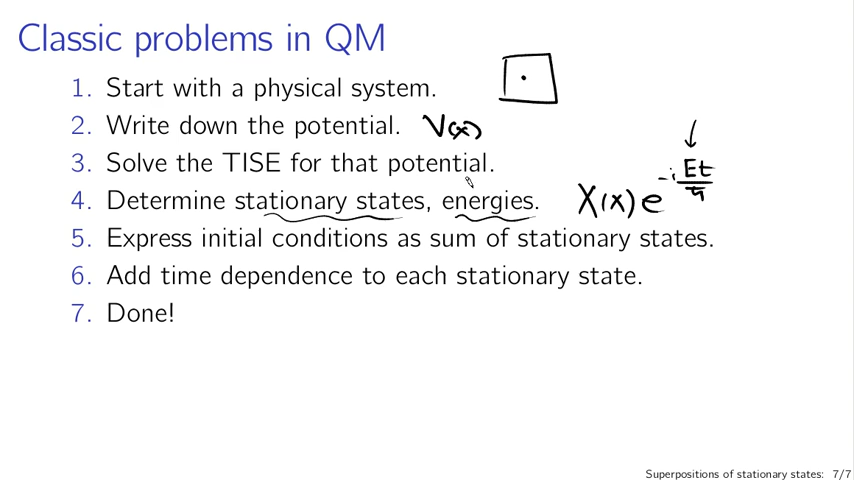 Classic problems in QM
1. Start with a physical system.
2. Write down the potential. V(x)
3. Solve the TISE for that potential.
4. Determine stationary states, energies. X(x) e^{-i Et/ħ}
5. Express initial conditions as sum of stationary states.
6. Add time dependence to each stationary state.
7. Done!
Superpositions of stationary states: 7/7